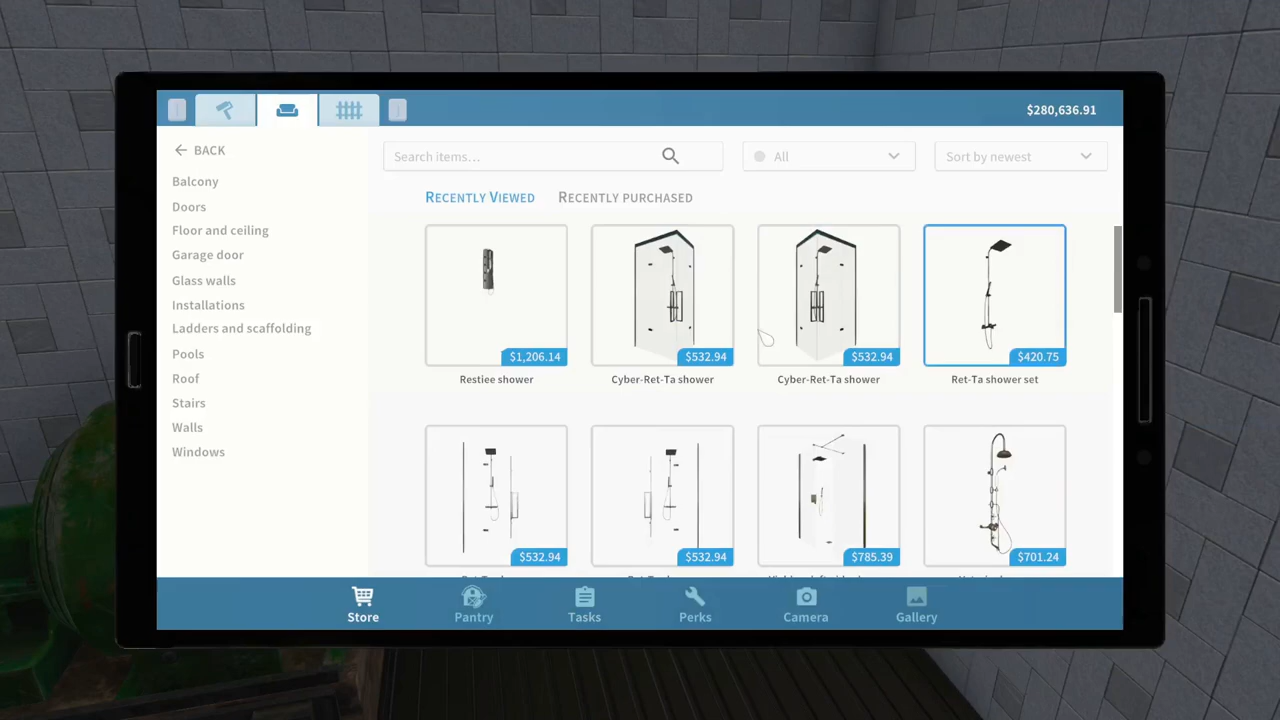 $280,636.91
BACK
Balcony
Doors
Floor and ceiling
Garage door
Glass walls
Installations
Ladders and scaffolding
Pools
Roof
Stairs
Walls
Windows
Search items...
All
Sort by newest
RECENTLY VIEWED
RECENTLY PURCHASED
$1,206.14
Restiee shower
$532.94
Cyber-Ret-Ta shower
$532.94
Cyber-Ret-Ta shower
$420.75
Ret-Ta shower set
$532.94
$532.94
$785.39
$701.24
Store
Pantry
Tasks
Perks
Camera
Gallery